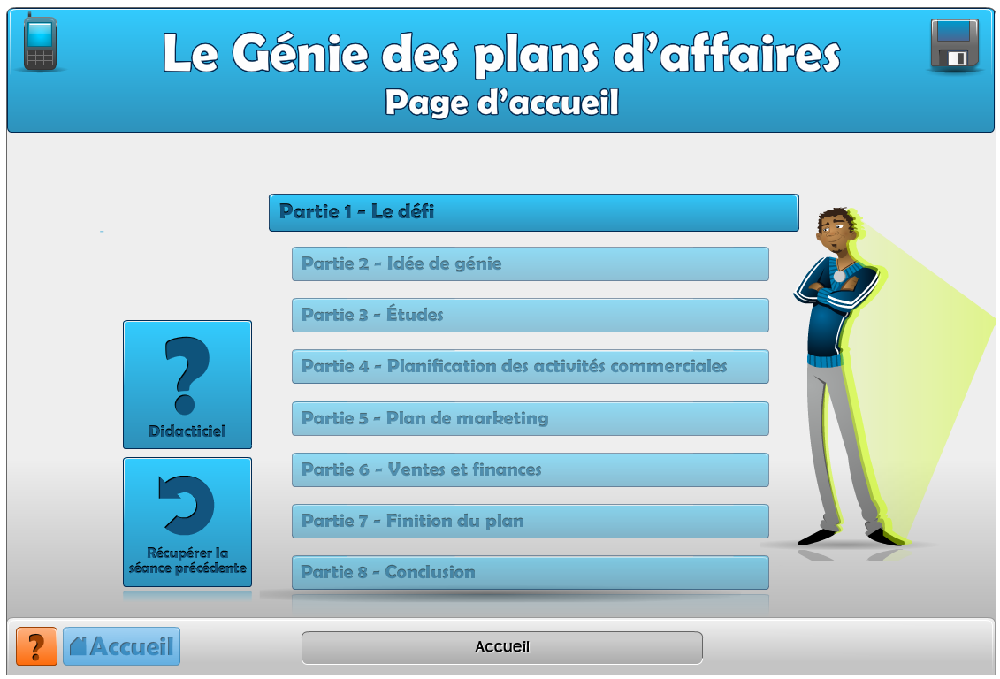 Le Génie des plans d’affaires
Page d’accueil
Partie 1 - Le défi
Partie 2 - Idée de génie
Partie 3 - Études
Partie 4 - Planification des activités commerciales
Partie 5 - Plan de marketing
Partie 6 - Ventes et finances
Partie 7 - Finition du plan
Partie 8 - Conclusion
?
Didacticiel
Récupérer la
séance précédente
?
Accueil
Accueil